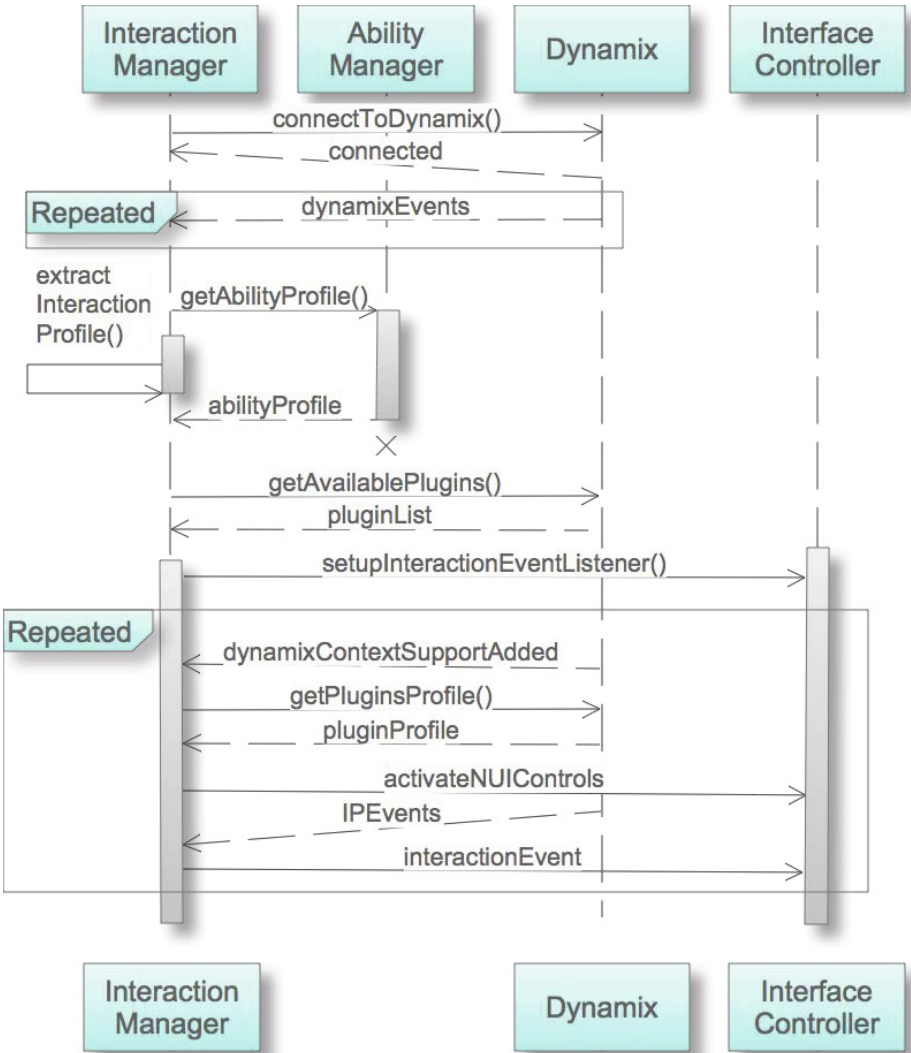 Interaction
Manager
Ability
Manager
Dynamix
Interface
Controller
connectToDynamix()
connected
Repeated
dynamixEvents
extract
Interaction
Profile()
getAbilityProfile()
abilityProfile
getAvailablePlugins()
pluginList
setupInteractionEventListener()
Repeated
dynamixContextSupportAdded
getPluginsProfile()
pluginProfile
activateNUIControls
IPEvents
interactionEvent
Interaction
Manager
Dynamix
Interface
Controller